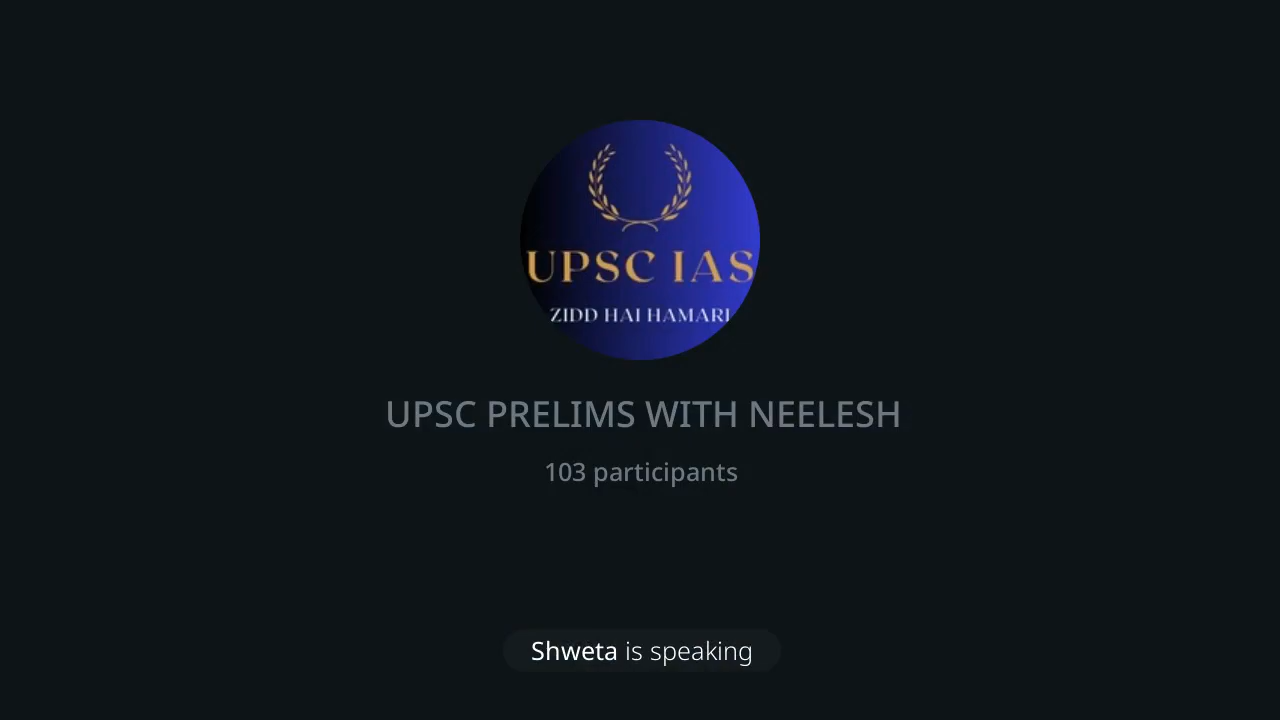 UPSC IAS
ZIDD HAI HAMARI
UPSC PRELIMS WITH NEELESH
103 participants
Shweta is speaking